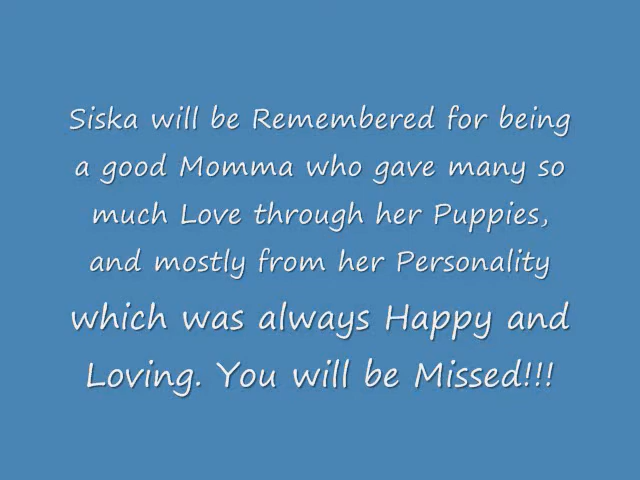 Siska will be Remembered for being
a good Momma who gave many so
much Love through her Puppies,
and mostly from her Personality
which was always Happy and
Loving. You will be Missed!!!